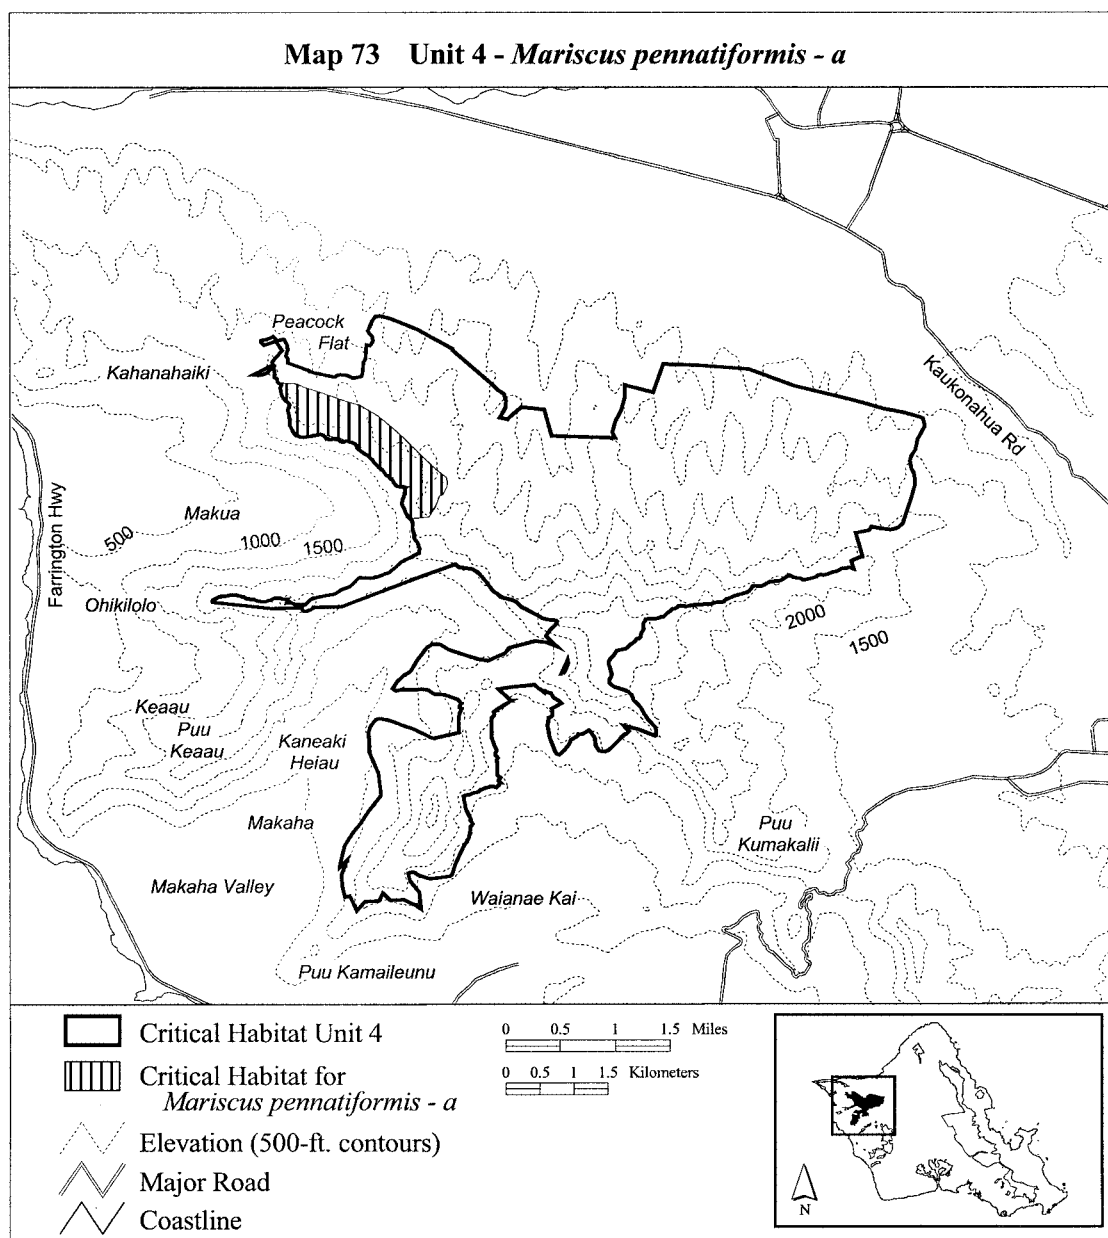 Map 73 Unit 4 - Mariscus pennatiformis - a
Peacock
Flat
Kahanahaiki
Kaukonahua Rd
Farrington Hwy
Makua
500
1000
1500
Ohikilolo
2000
1500
Keaau
Puu
Keaau
Kaneaki
Heiau
Makaha
Puu
Kumakalii
Makaha Valley
Waianae Kai
Puu Kamaileunu
Critical Habitat Unit 4
Critical Habitat for
Mariscus pennatiformis - a
Elevation (500-ft. contours)
Major Road
Coastline
0 0.5 1 1.5 Miles
0 0.5 1 1.5 Kilometers
N